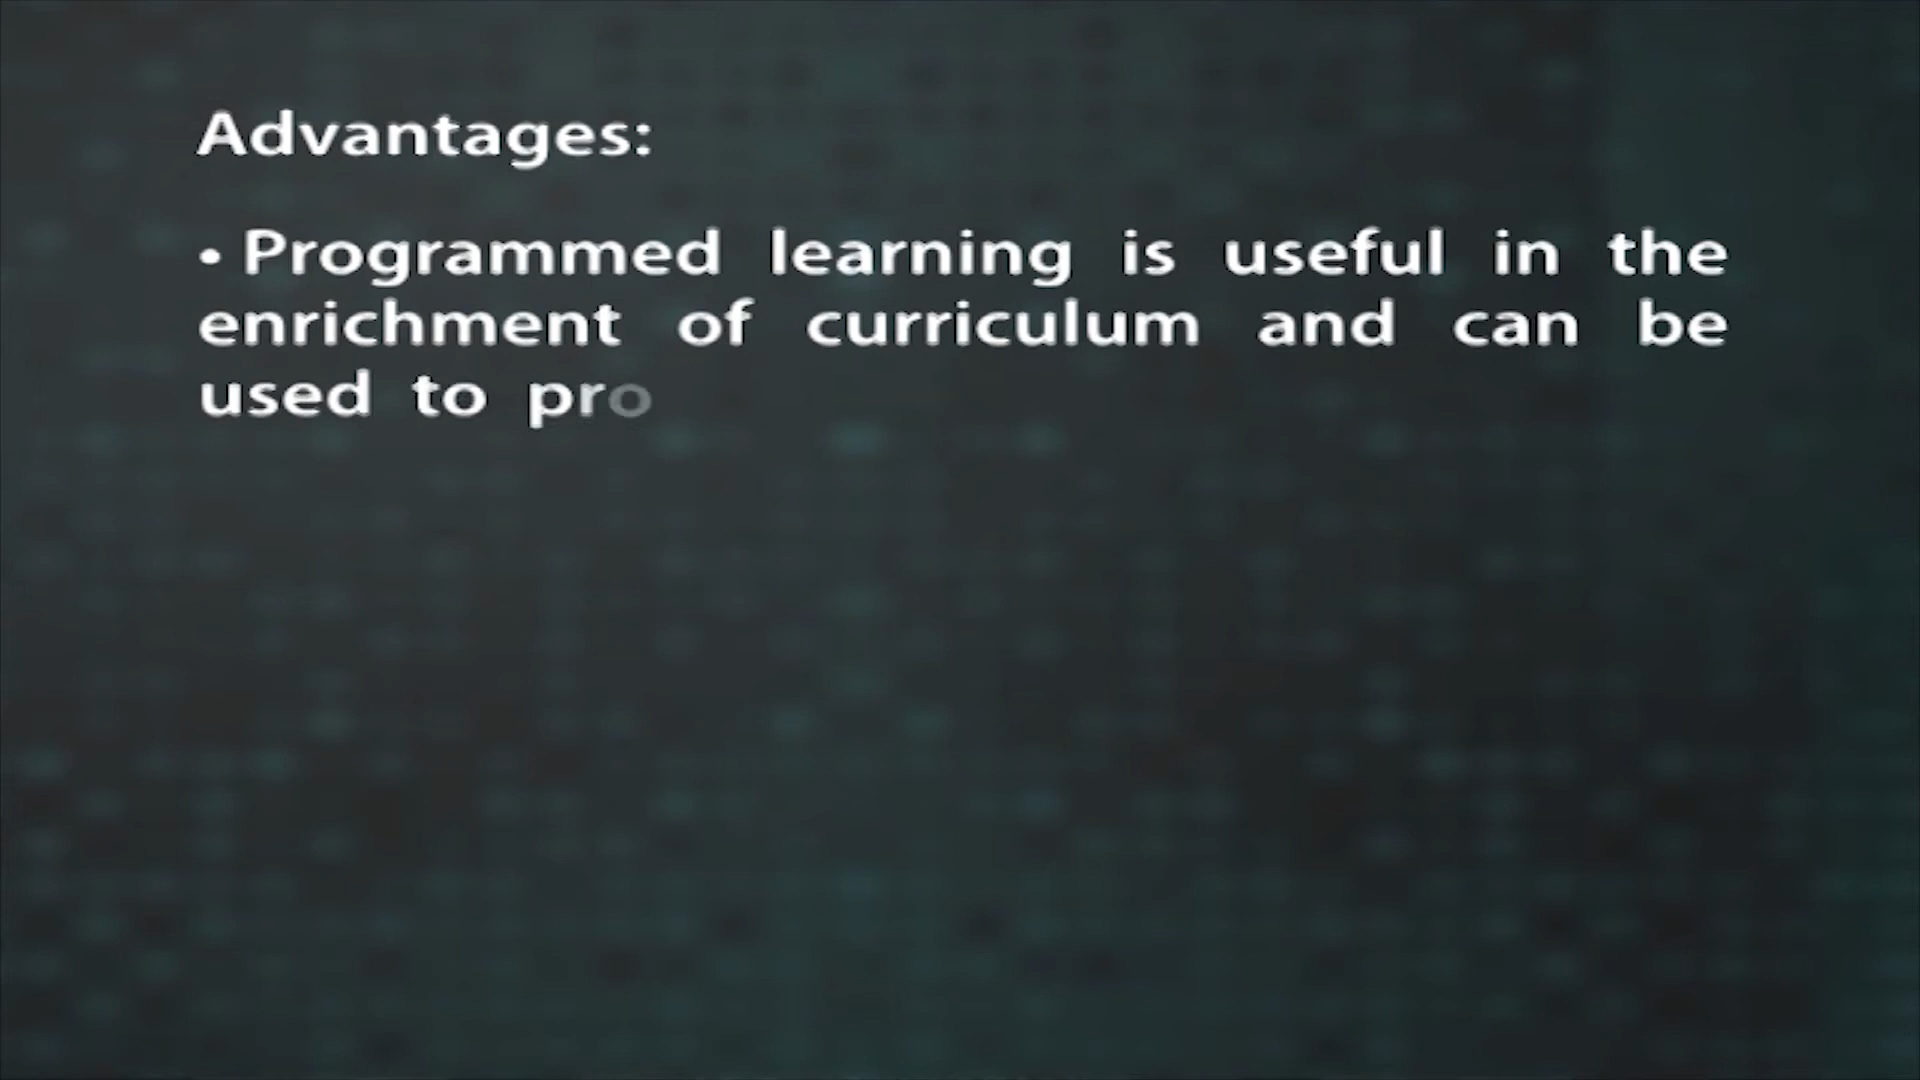 Advantages:
• Programmed learning is useful in the
enrichment of curriculum and can be
used to pro